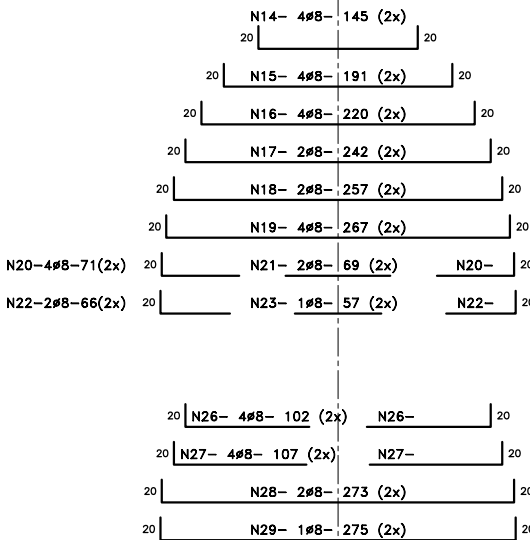 N14- 4ø8- 145 (2x)
20 20
20 N15- 4ø8- 191 (2x) 20
20 N16- 4ø8- 220 (2x) 20
20 N17- 2ø8- 242 (2x) 20
20 N18- 2ø8- 257 (2x) 20
20 N19- 4ø8- 267 (2x) 20
N20-4ø8-71(2x) 20 N21- 2ø8- 69 (2x) N20- 20
N22-2ø8-66(2x) 20 N23- 1ø8- 57 (2x) N22- 20
20 N26- 4ø8- 102 (2x) N26- 20
20 N27- 4ø8- 107 (2x) N27- 20
20 N28- 2ø8- 273 (2x) 20
20 N29- 1ø8- 275 (2x) 20